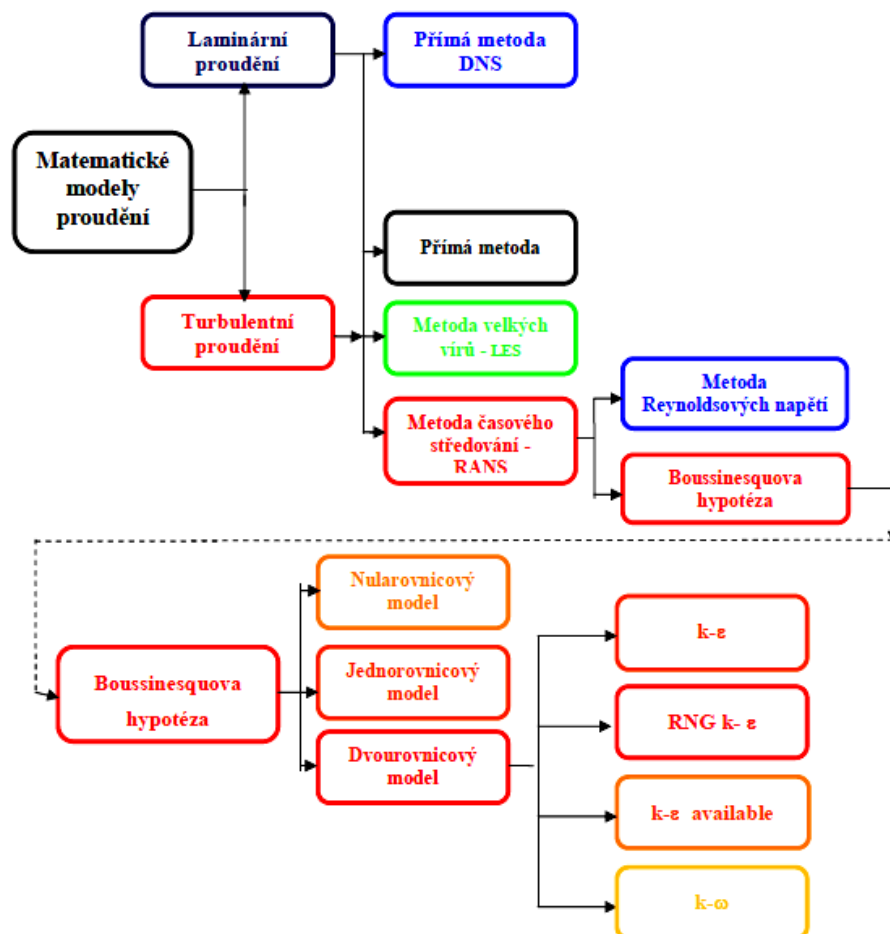 Laminární
proudění
Přímá metoda
DNS
Matematické
modely
proudění
Přímá metoda
Turbulentní
proudění
Metoda velkých
vírů - LES
Metoda
Reynoldsových napětí
Metoda časového
středování -
RANS
Boussinesquova
hypotéza
Nularovnicový
model
k-ε
Boussinesquova
hypotéza
Jednorovnicový
model
RNG k- ε
Dvourovnicový
model
k-ε available
k-ω